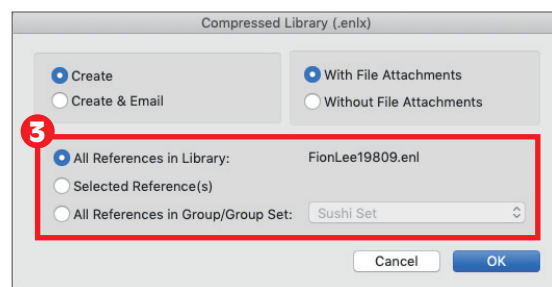 Compressed Library (.enlx)
Create
With File Attachments
Create & Email
Without File Attachments
3
All References in Library: FionLee19809.enl
Selected Reference(s)
All References in Group/Group Set: Sushi Set
Cancel OK